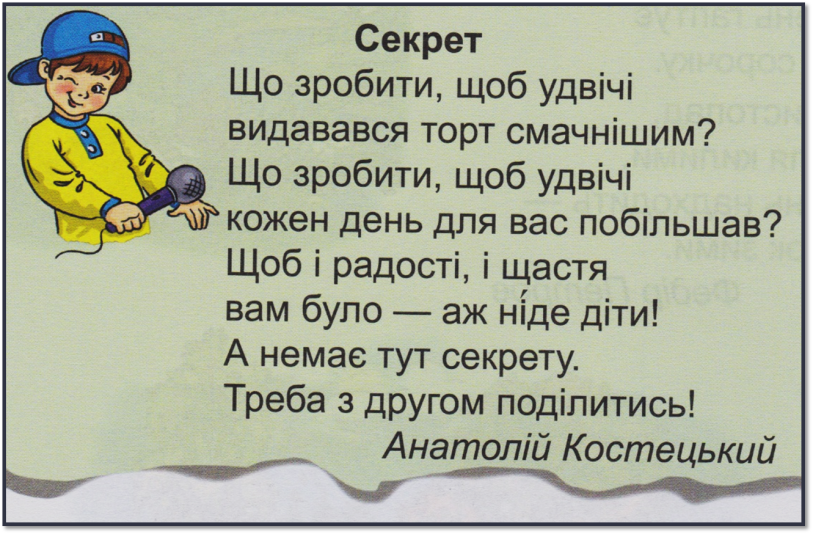 Секрет
Що зробити, щоб удвічі
видавався торт смачнішим?
Що зробити, щоб удвічі
кожен день для вас побільшав?
Щоб і радості, і щастя
вам було — аж ні́де діти!
А немає тут секрету.
Треба з другом поділитись!
Анатолій Костецький